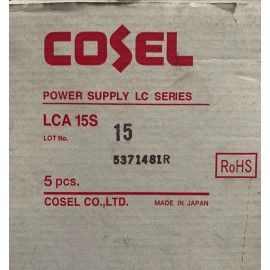 COSEL
POWER SUPPLY LC SERIES
LCA 15S
15
LOT No.
5371481R
RoHS
5 pcs.
COSEL CO.,LTD. MADE IN JAPAN